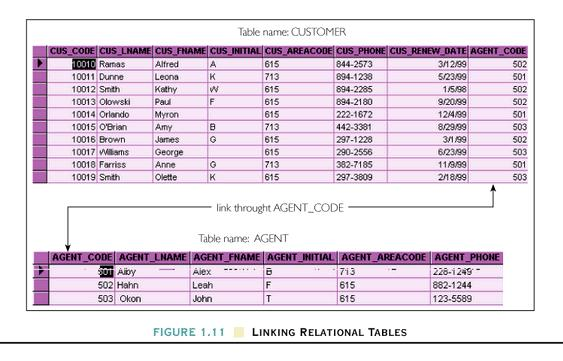 Table name: CUSTOMER
CUS_CODE CUS_LNAME CUS_FNAME CUS_INITIAL CUS_AREACODE CUS_PHONE CUS_RENEW_DATE AGENT_CODE
10010 Ramas Alfred A 615 844-2573 3/12/99 502
10011 Dunne Leona K 713 894-1238 5/23/99 501
10012 Smith Kathy W 615 894-2285 1/5/98 502
10013 Olowski Paul F 615 894-2180 9/20/99 502
10014 Orlando Myron 615 222-1672 12/4/99 501
10015 O'Brian Amy B 713 442-3381 8/29/99 503
10016 Brown James G 615 297-1228 3/1/99 502
10017 Williams George 615 290-2556 6/23/99 503
10018 Farriss Anne G 713 382-7185 11/9/99 501
10019 Smith Olette K 615 297-3809 2/18/99 503
link throught AGENT_CODE
Table name: AGENT
AGENT_CODE AGENT_LNAME AGENT_FNAME AGENT_INITIAL AGENT_AREACODE AGENT_PHONE
501 Alex B 713
502 Hahn Leah F 615 882-1244
503 Okon John T 615 123-5589
FIGURE 1.11 LINKING RELATIONAL TABLES